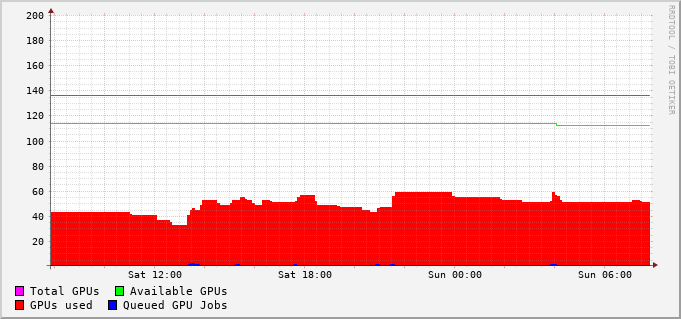 RRDTOOL / TOBI OETIKER
200
180
160
140
120
100
80
60
40
20
Sat 12:00 Sat 18:00 Sun 00:00 Sun 06:00
Total GPUs Available GPUs
GPUs used Queued GPU Jobs